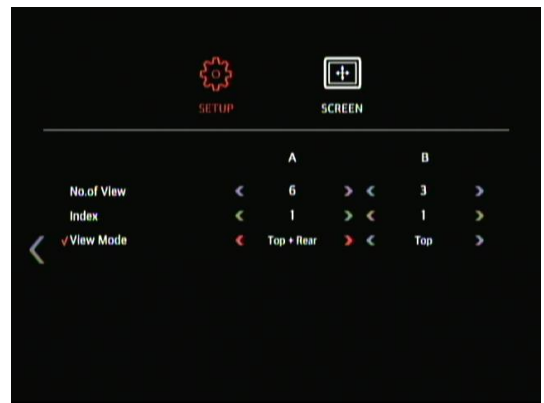 SETUP SCREEN
A B
No.of View 6 3
Index 1 1
√View Mode Top + Rear Top